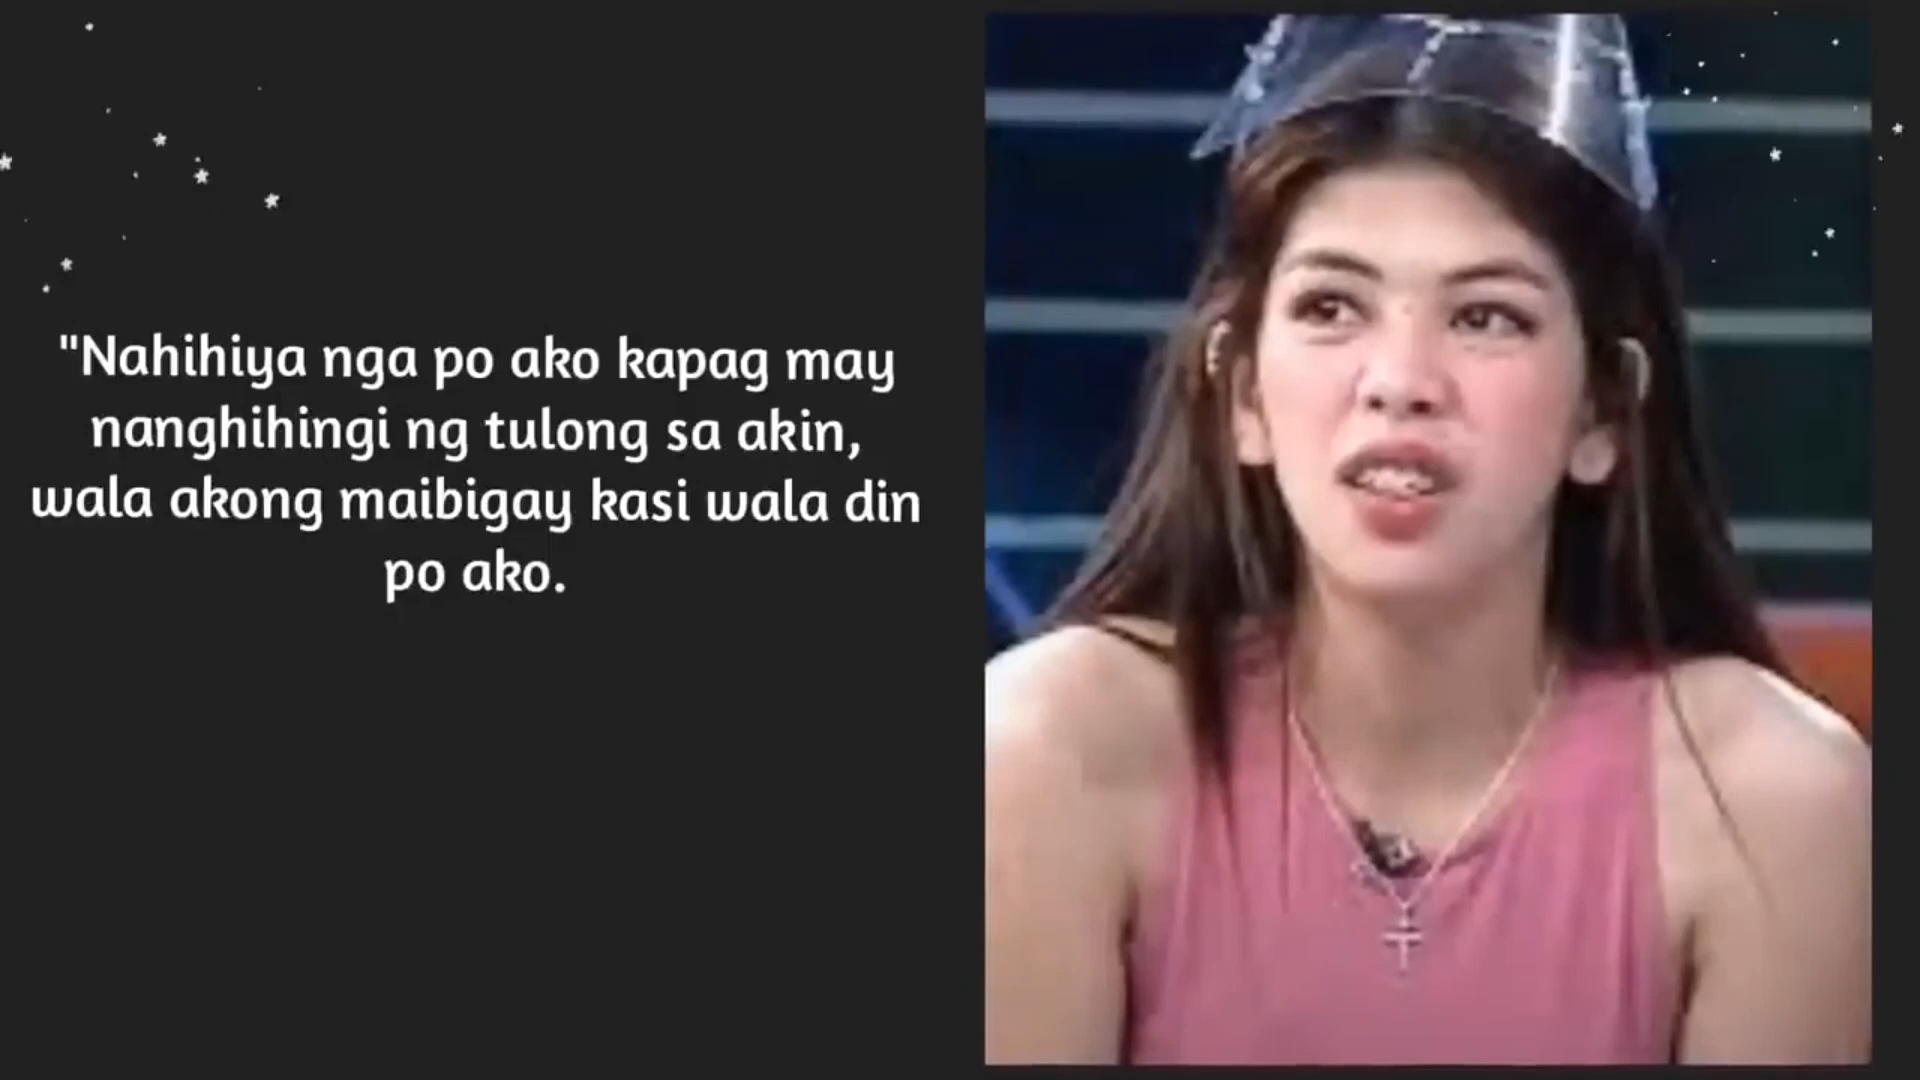 "Nahihiya nga po ako kapag may
nanghihingi ng tulong sa akin,
wala akong maibigay kasi wala din
po ako.